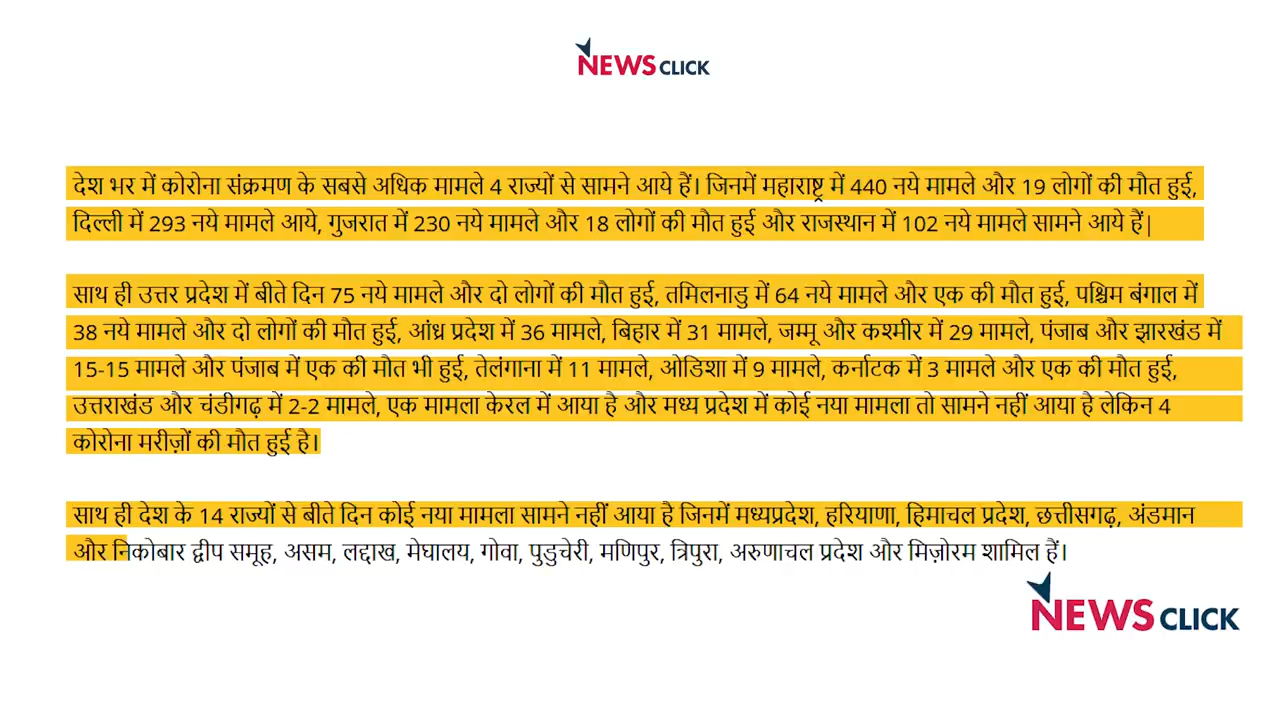 NEWSCLICK
देश भर में कोरोना संक्रमण के सबसे अधिक मामले 4 राज्यों से सामने आये हैं। जिनमें महाराष्ट्र में 440 नये मामले और 19 लोगों की मौत हुई,
दिल्ली में 293 नये मामले आये, गुजरात में 230 नये मामले और 18 लोगों की मौत हुई और राजस्थान में 102 नये मामले सामने आये हैं|
साथ ही उत्तर प्रदेश में बीते दिन 75 नये मामले और दो लोगों की मौत हुई, तमिलनाडु में 64 नये मामले और एक की मौत हुई, पश्चिम बंगाल में
38 नये मामले और दो लोगों की मौत हुई, आंध्र प्रदेश में 36 मामले, बिहार में 31 मामले, जम्मू और कश्मीर में 29 मामले, पंजाब और झारखंड में
15-15 मामले और पंजाब में एक की मौत भी हुई, तेलंगाना में 11 मामले, ओडिशा में 9 मामले, कर्नाटक में 3 मामले और एक की मौत हुई,
उत्तराखंड और चंडीगढ़ में 2-2 मामले, एक मामला केरल में आया है और मध्य प्रदेश में कोई नया मामला तो सामने नहीं आया है लेकिन 4
कोरोना मरीज़ों की मौत हुई है।
साथ ही देश के 14 राज्यों से बीते दिन कोई नया मामला सामने नहीं आया है जिनमें मध्यप्रदेश, हरियाणा, हिमाचल प्रदेश, छत्तीसगढ़, अंडमान
और निकोबार द्वीप समूह, असम, लद्दाख, मेघालय, गोवा, पुडुचेरी, मणिपुर, त्रिपुरा, अरुणाचल प्रदेश और मिज़ोरम शामिल हैं।
NEWSCLICK